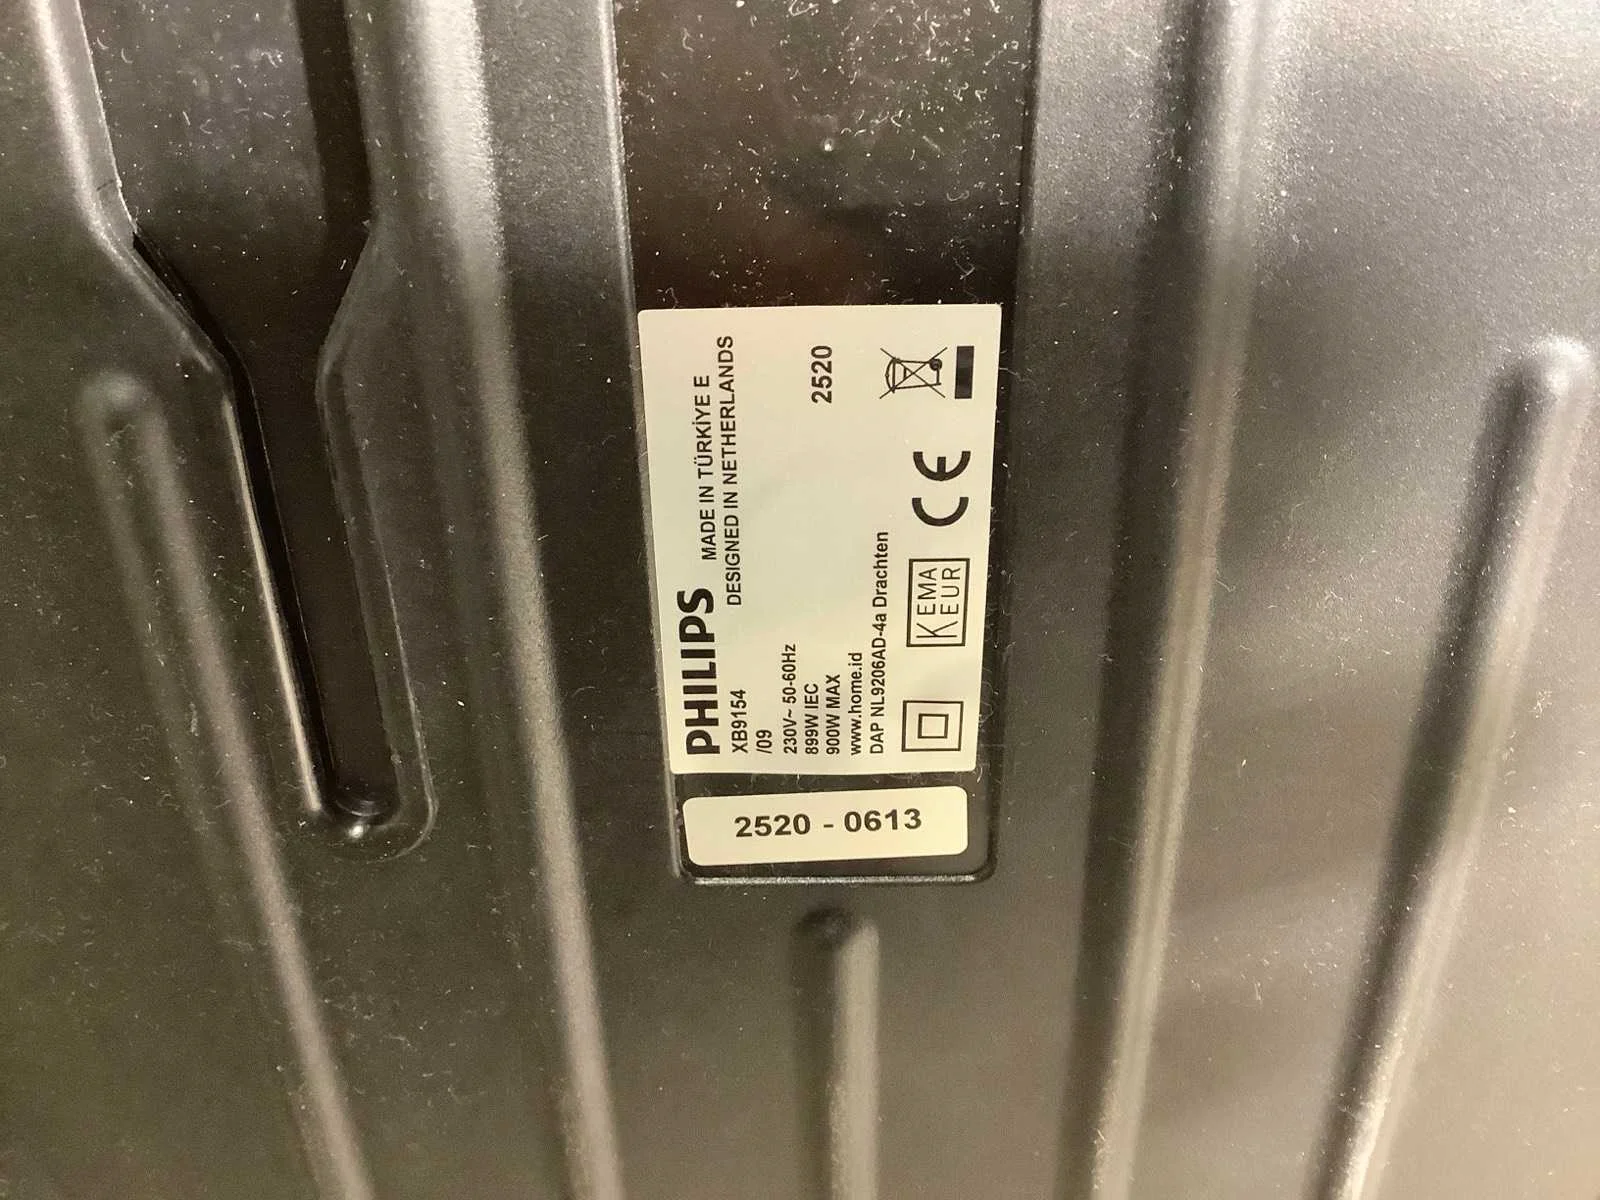 PHILIPS
MADE IN TÜRKİYE E
DESIGNED IN NETHERLANDS
XB9154
/09
230V~ 50-60Hz
899W IEC
900W MAX
2520
www.home.id
DAP NL9206AD-4a Drachten
KEMA
KEUR
CE
2520 - 0613